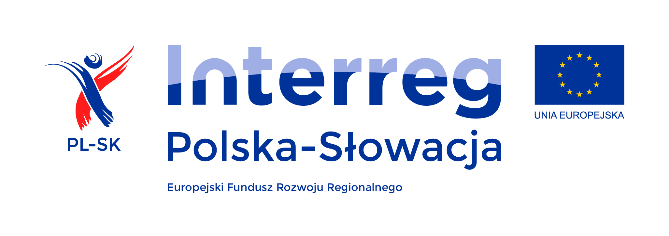 PL-SK
Interreg
Polska-Słowacja
Europejski Fundusz Rozwoju Regionalnego
UNIA EUROPEJSKA